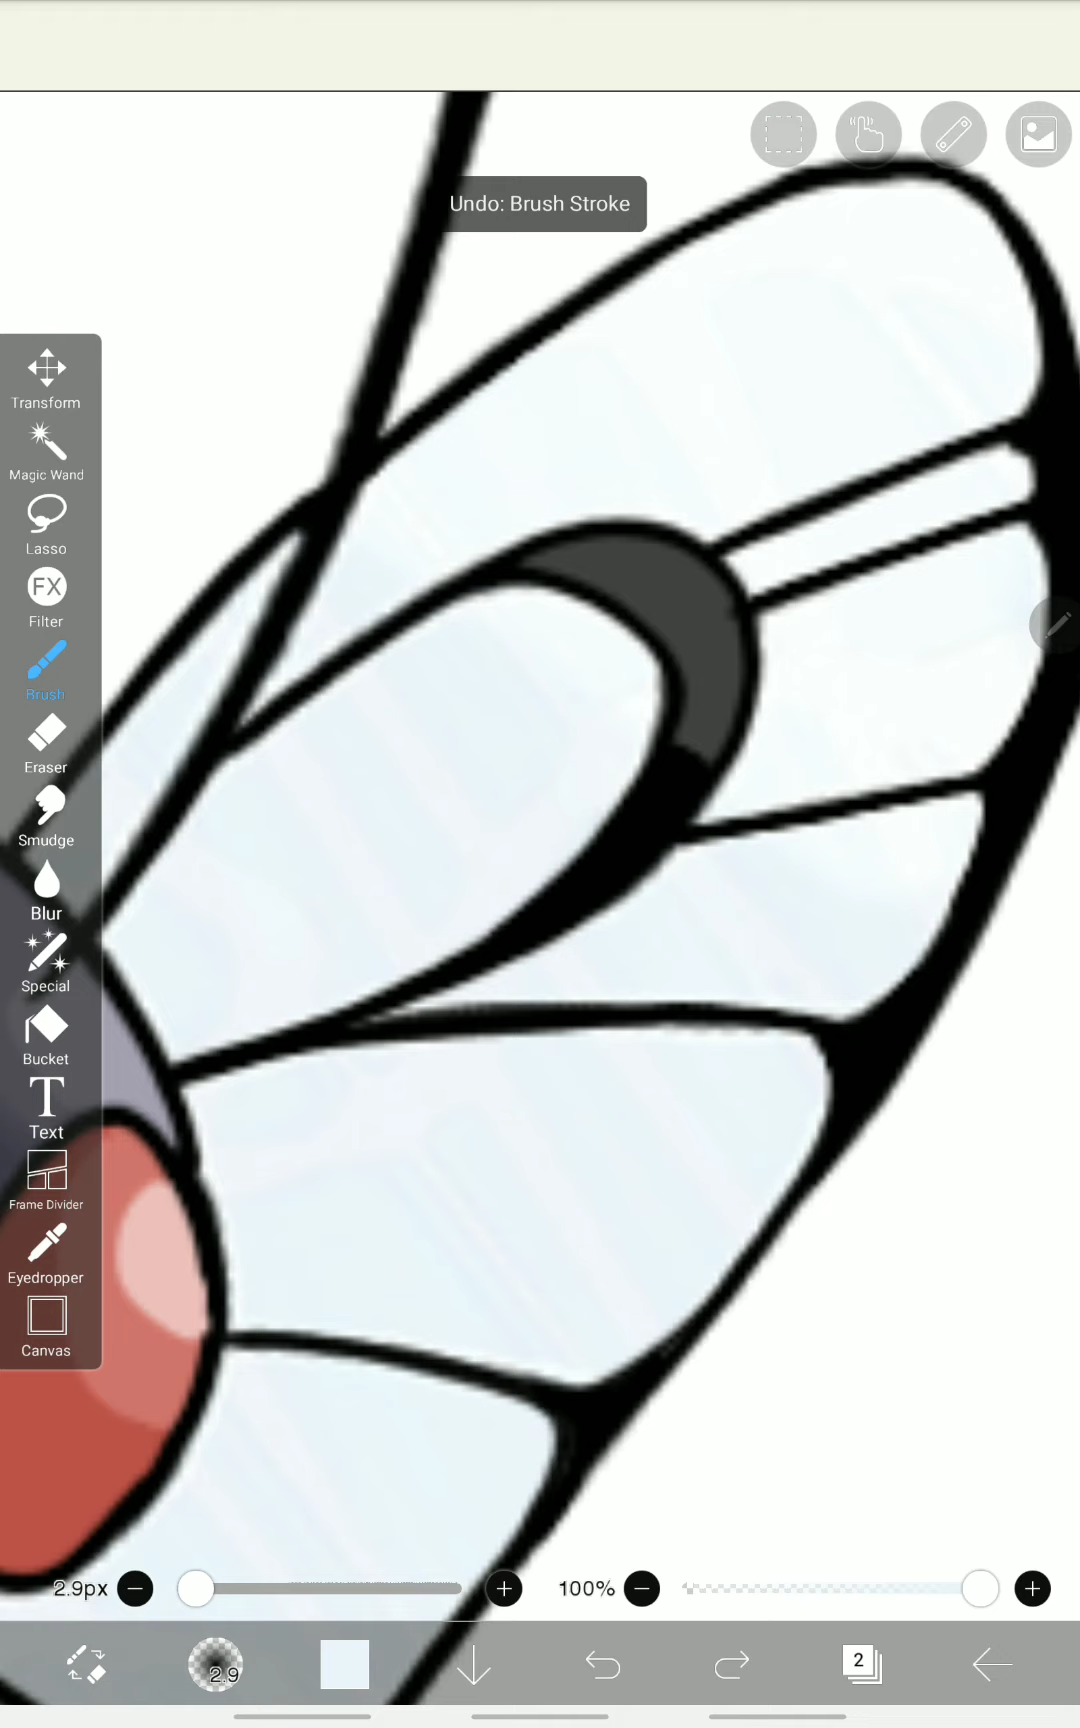 Undo: Brush Stroke
Transform
Magic Wand
Lasso
FX
Filter
Brush
Eraser
Smudge
Blur
Special
Bucket
T
Text
Frame Divider
Eyedropper
Canvas
2.9px
100%
2.9
2